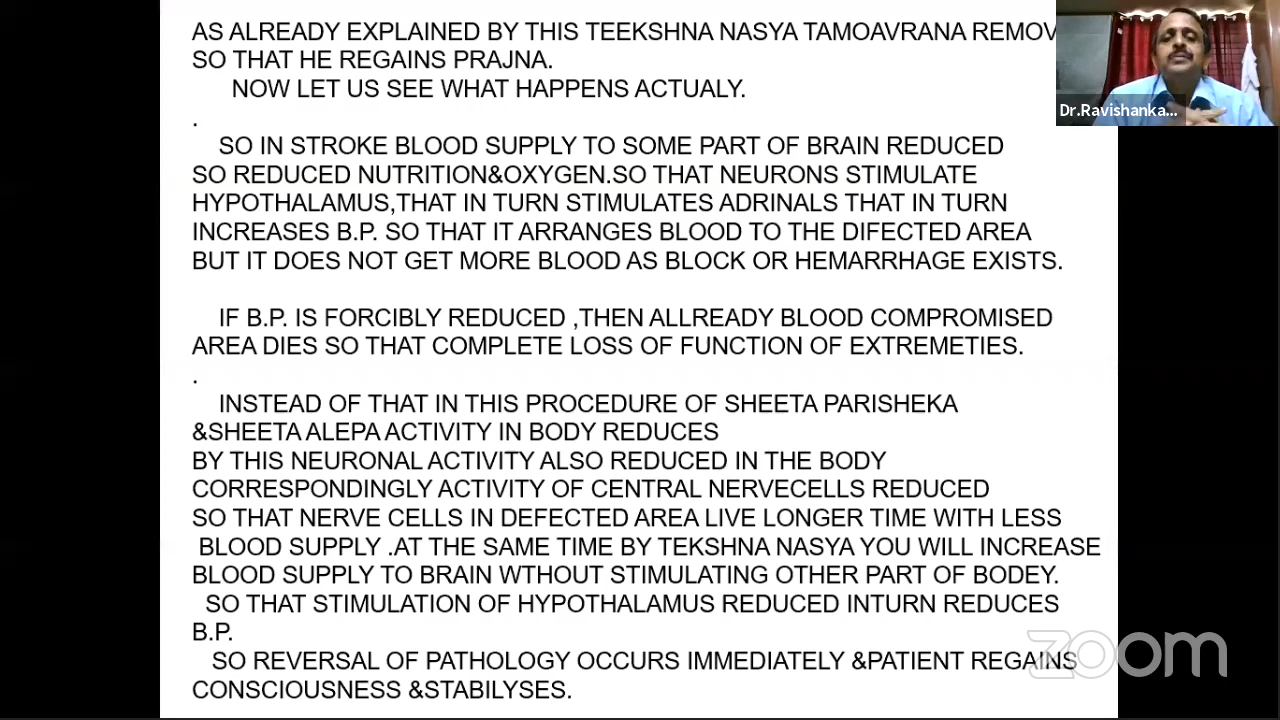 AS ALREADY EXPLAINED BY THIS TEEKSHNA NASYA TAMOAVRANA REMOV
SO THAT HE REGAINS PRAJNA.
NOW LET US SEE WHAT HAPPENS ACTUALY.
.
SO IN STROKE BLOOD SUPPLY TO SOME PART OF BRAIN REDUCED
SO REDUCED NUTRITION&OXYGEN.SO THAT NEURONS STIMULATE
HYPOTHALAMUS,THAT IN TURN STIMULATES ADRINALS THAT IN TURN
INCREASES B.P. SO THAT IT ARRANGES BLOOD TO THE DIFECTED AREA
BUT IT DOES NOT GET MORE BLOOD AS BLOCK OR HEMARRHAGE EXISTS.
IF B.P. IS FORCIBLY REDUCED ,THEN ALLREADY BLOOD COMPROMISED
AREA DIES SO THAT COMPLETE LOSS OF FUNCTION OF EXTREMETIES.
.
INSTEAD OF THAT IN THIS PROCEDURE OF SHEETA PARISHEKA
&SHEETA ALEPA ACTIVITY IN BODY REDUCES
BY THIS NEURONAL ACTIVITY ALSO REDUCED IN THE BODY
CORRESPONDINGLY ACTIVITY OF CENTRAL NERVECELLS REDUCED
SO THAT NERVE CELLS IN DEFECTED AREA LIVE LONGER TIME WITH LESS
BLOOD SUPPLY .AT THE SAME TIME BY TEKSHNA NASYA YOU WILL INCREASE
BLOOD SUPPLY TO BRAIN WTHOUT STIMULATING OTHER PART OF BODEY.
SO THAT STIMULATION OF HYPOTHALAMUS REDUCED INTURN REDUCES
B.P.
SO REVERSAL OF PATHOLOGY OCCURS IMMEDIATELY &PATIENT REGAINS
CONSCIOUSNESS &STABILYSES.
Dr.Ravishanka...
zoom